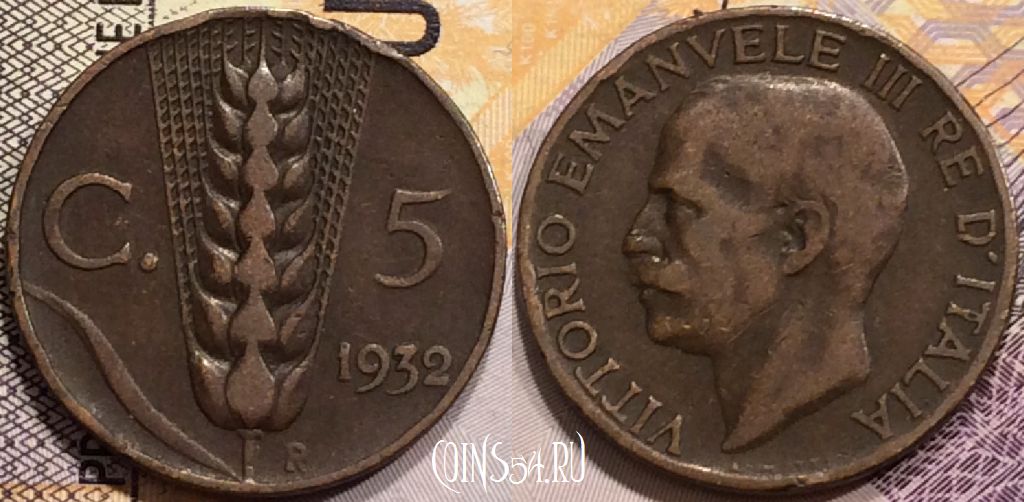 C. 5
1932
R
VITTORIO EMANVELE III RE D'ITALIA
COINS54.RU